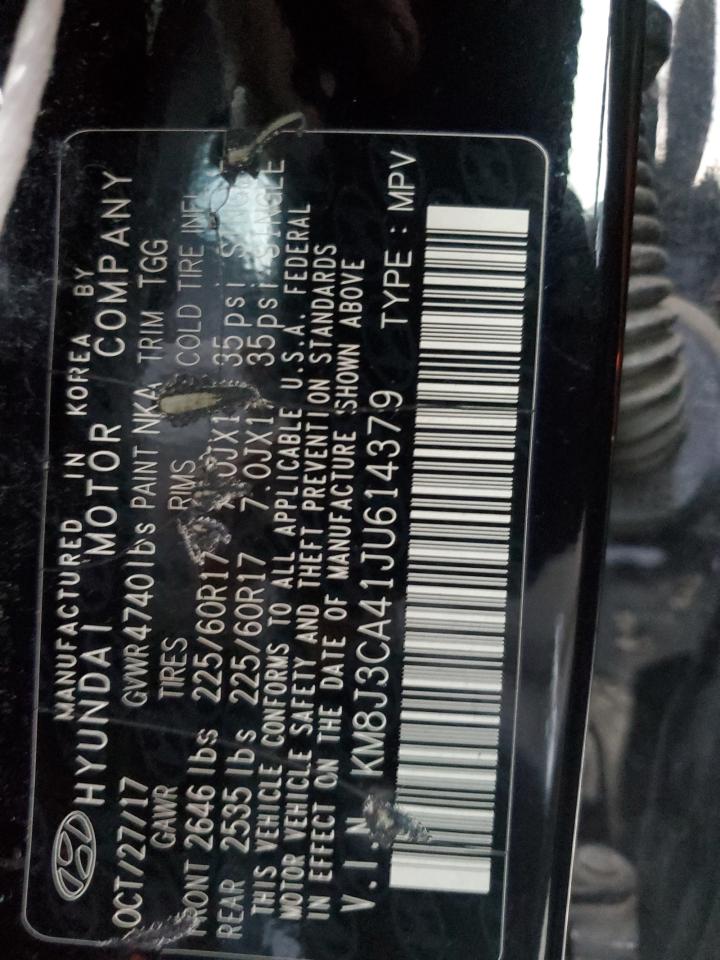 MANUFACTURED IN KOREA BY
HYUNDAI MOTOR COMPANY
OCT/27/17 GVWR4740lbs PAINT NKA TRIM TGG
GAWR TIRES RIMS COLD TIRE INFL
FRONT 2646 lbs 225/60R17 35psi
REAR 2535 lbs 225/60R17 7.0JX17 35psi SINGLE
THIS VEHICLE CONFORMS TO ALL APPLICABLE U.S.A. FEDERAL
MOTOR VEHICLE SAFETY AND THEFT PREVENTION STANDARDS
IN EFFECT ON THE DATE OF MANUFACTURE SHOWN ABOVE
V.I.N KM8J3CA41JU614379 TYPE : MPV